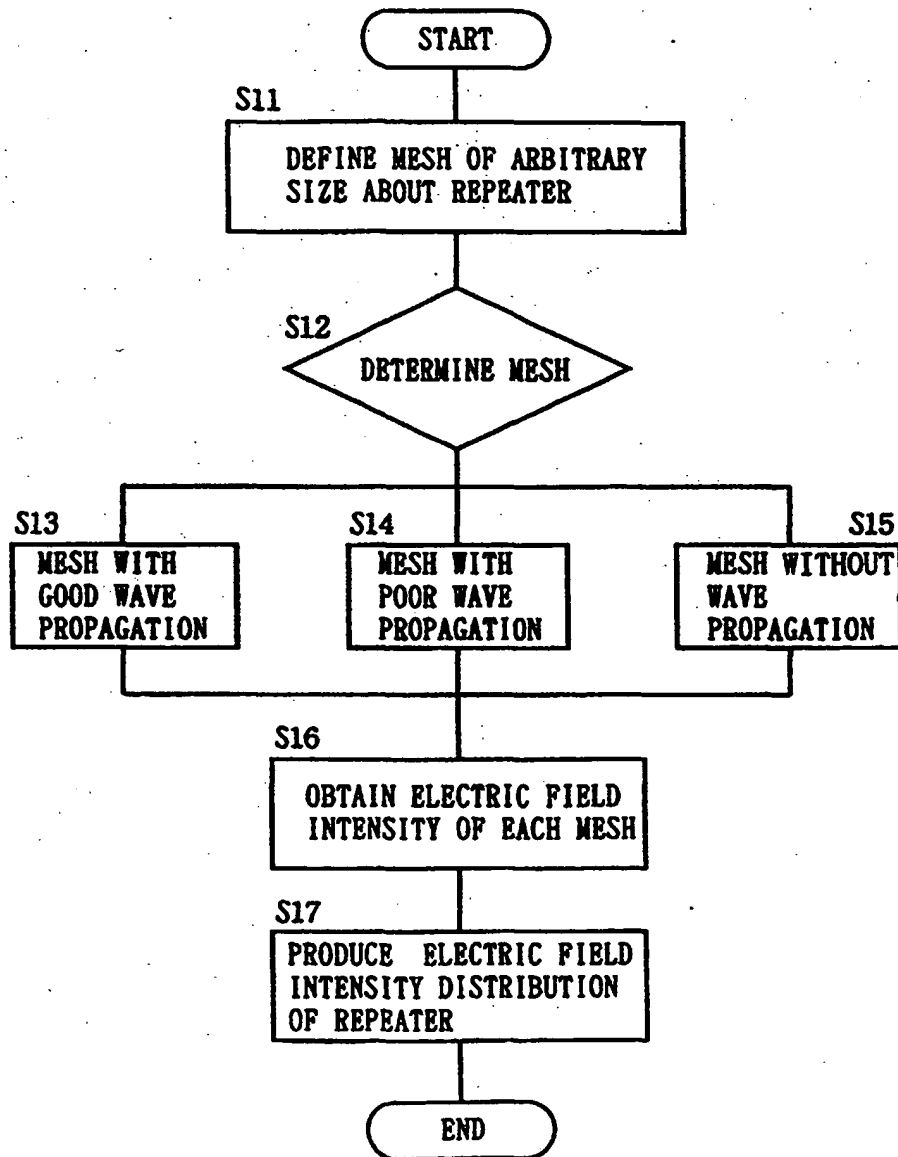 START
S11
DEFINE MESH OF ARBITRARY
SIZE ABOUT REPEATER
S12
DETERMINE MESH
S13
MESH WITH
GOOD WAVE
PROPAGATION
S14
MESH WITH
POOR WAVE
PROPAGATION
S15
MESH WITHOUT
WAVE
PROPAGATION
S16
OBTAIN ELECTRIC FIELD
INTENSITY OF EACH MESH
S17
PRODUCE ELECTRIC FIELD
INTENSITY DISTRIBUTION
OF REPEATER
END